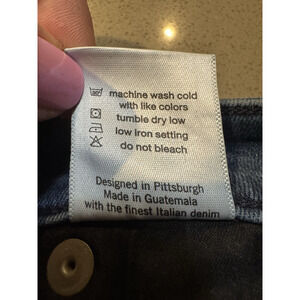 machine wash cold
with like colors
tumble dry low
low iron setting
do not bleach
Designed in Pittsburgh
Made in Guatemala
with the finest Italian denim